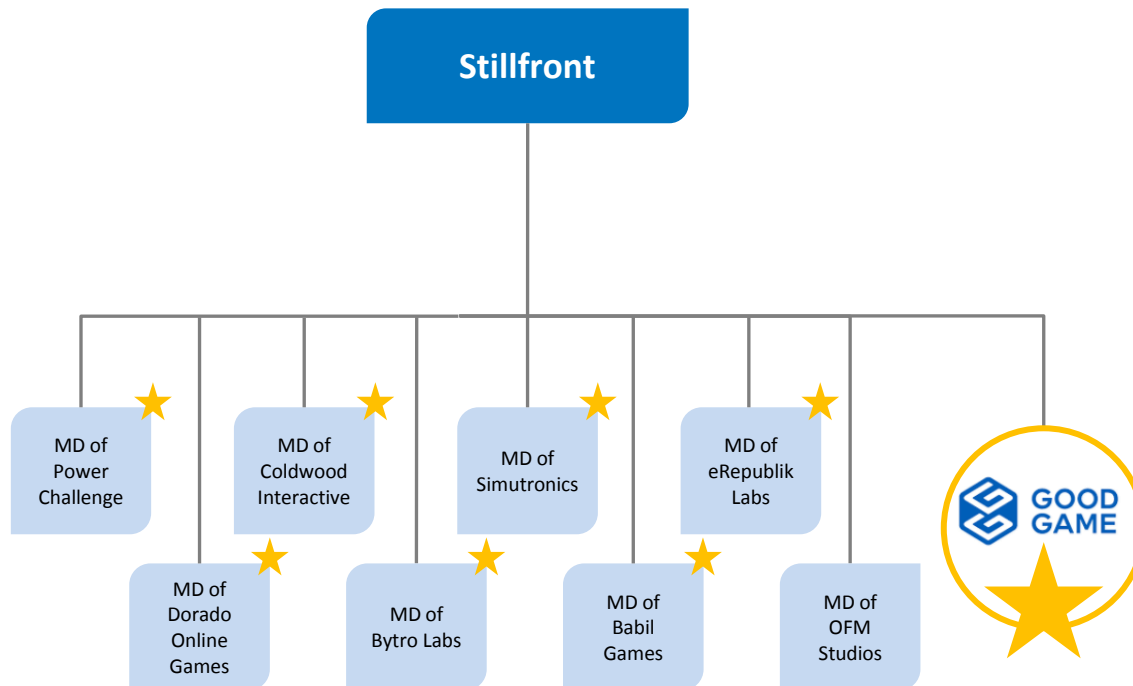 Stillfront
MD of
Power
Challenge
MD of
Coldwood
Interactive
MD of
Simutronics
MD of
eRepublik
Labs
GOOD
GAME
MD of
Dorado
Online
Games
MD of
Bytro Labs
MD of
Babil
Games
MD of
OFM
Studios